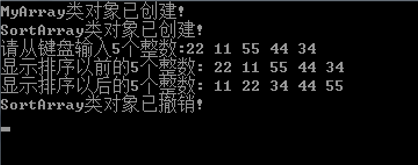 MyArray类对象已创建!
SortArray类对象已创建!
请从键盘输入5个整数:22 11 55 44 34
显示排序以前的5个整数: 22 11 55 44 34
显示排序以后的5个整数: 11 22 34 44 55
SortArray类对象已撤销!